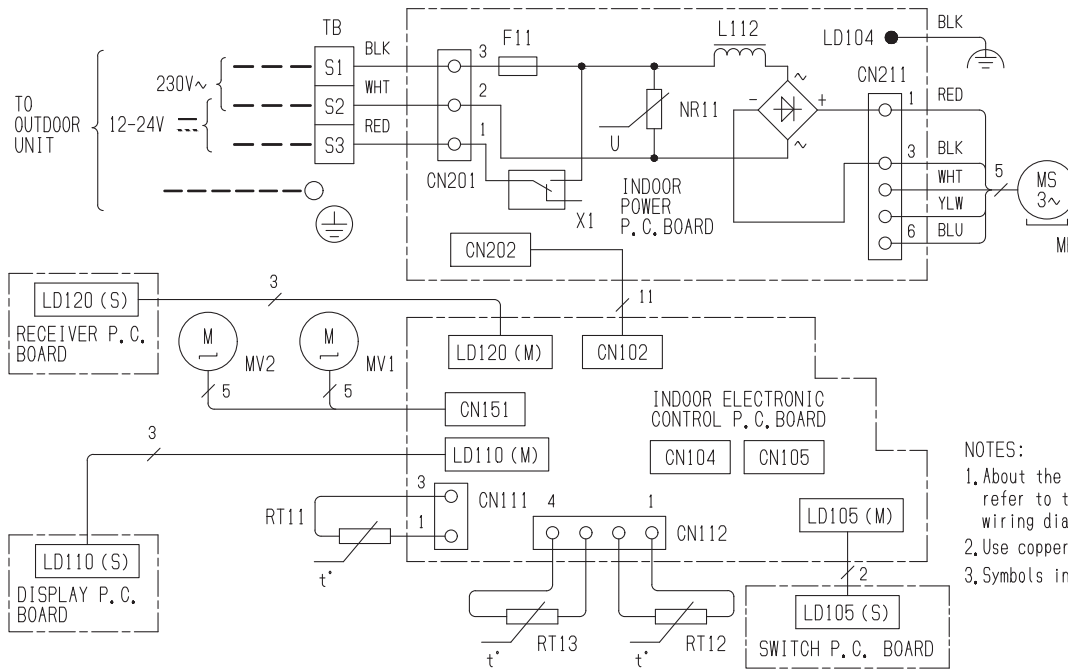 TO
OUTDOOR
UNIT
230V~
12-24V
TB
S1
S2
S3
BLK
WHT
RED
3
2
1
CN201
F11
X1
U
NR11
L112
~
~
-
+
LD104
BLK
CN211
1
3
6
RED
BLK
WHT
YLW
BLU
5
MS
3~
INDOOR
POWER
P.C.BOARD
CN202
11
LD120(S)
RECEIVER P.C.
BOARD
3
M
MV2
5
M
MV1
5
LD120(M)
CN102
CN151
LD110(M)
INDOOR ELECTRONIC
CONTROL P.C.BOARD
CN104
CN105
3
LD110(S)
DISPLAY P.C.
BOARD
RT11
t°
3
1
CN111
4
1
CN112
RT13
t°
RT12
t°
LD105(M)
2
LD105(S)
SWITCH P.C. BOARD
NOTES:
1.About the
refer to t
wiring dia
2.Use copper
3.Symbols in